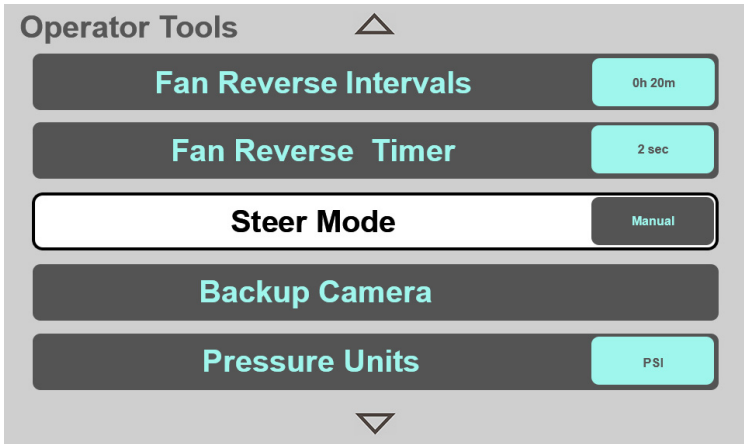 Operator Tools
Fan Reverse Intervals 0h 20m
Fan Reverse Timer 2 sec
Steer Mode Manual
Backup Camera
Pressure Units PSI